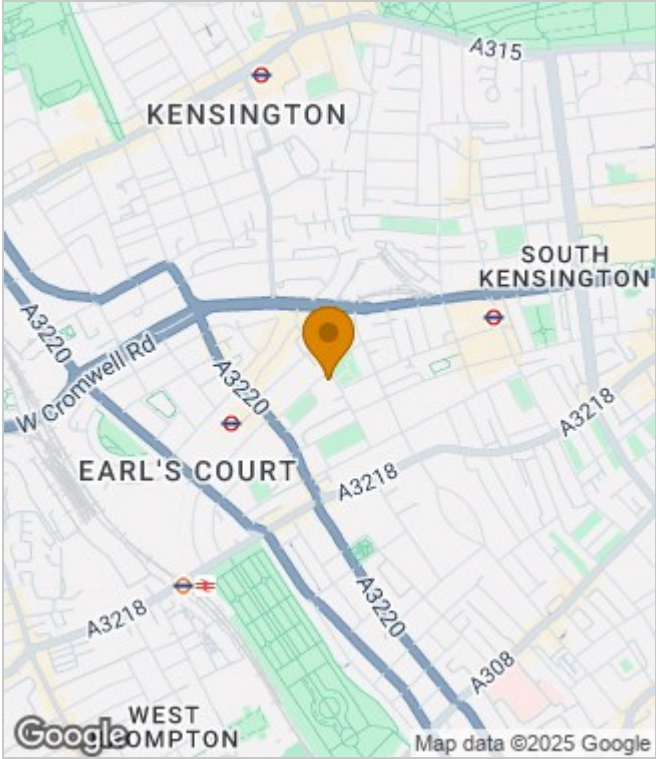 A315
KENSINGTON
SOUTH
KENSINGTON
A3220
W Cromwell Rd
A3220
A3218
EARL'S COURT
A3218
A3218
A3220
A308
WEST
OMPTON
Google
Map data ©2025 Google